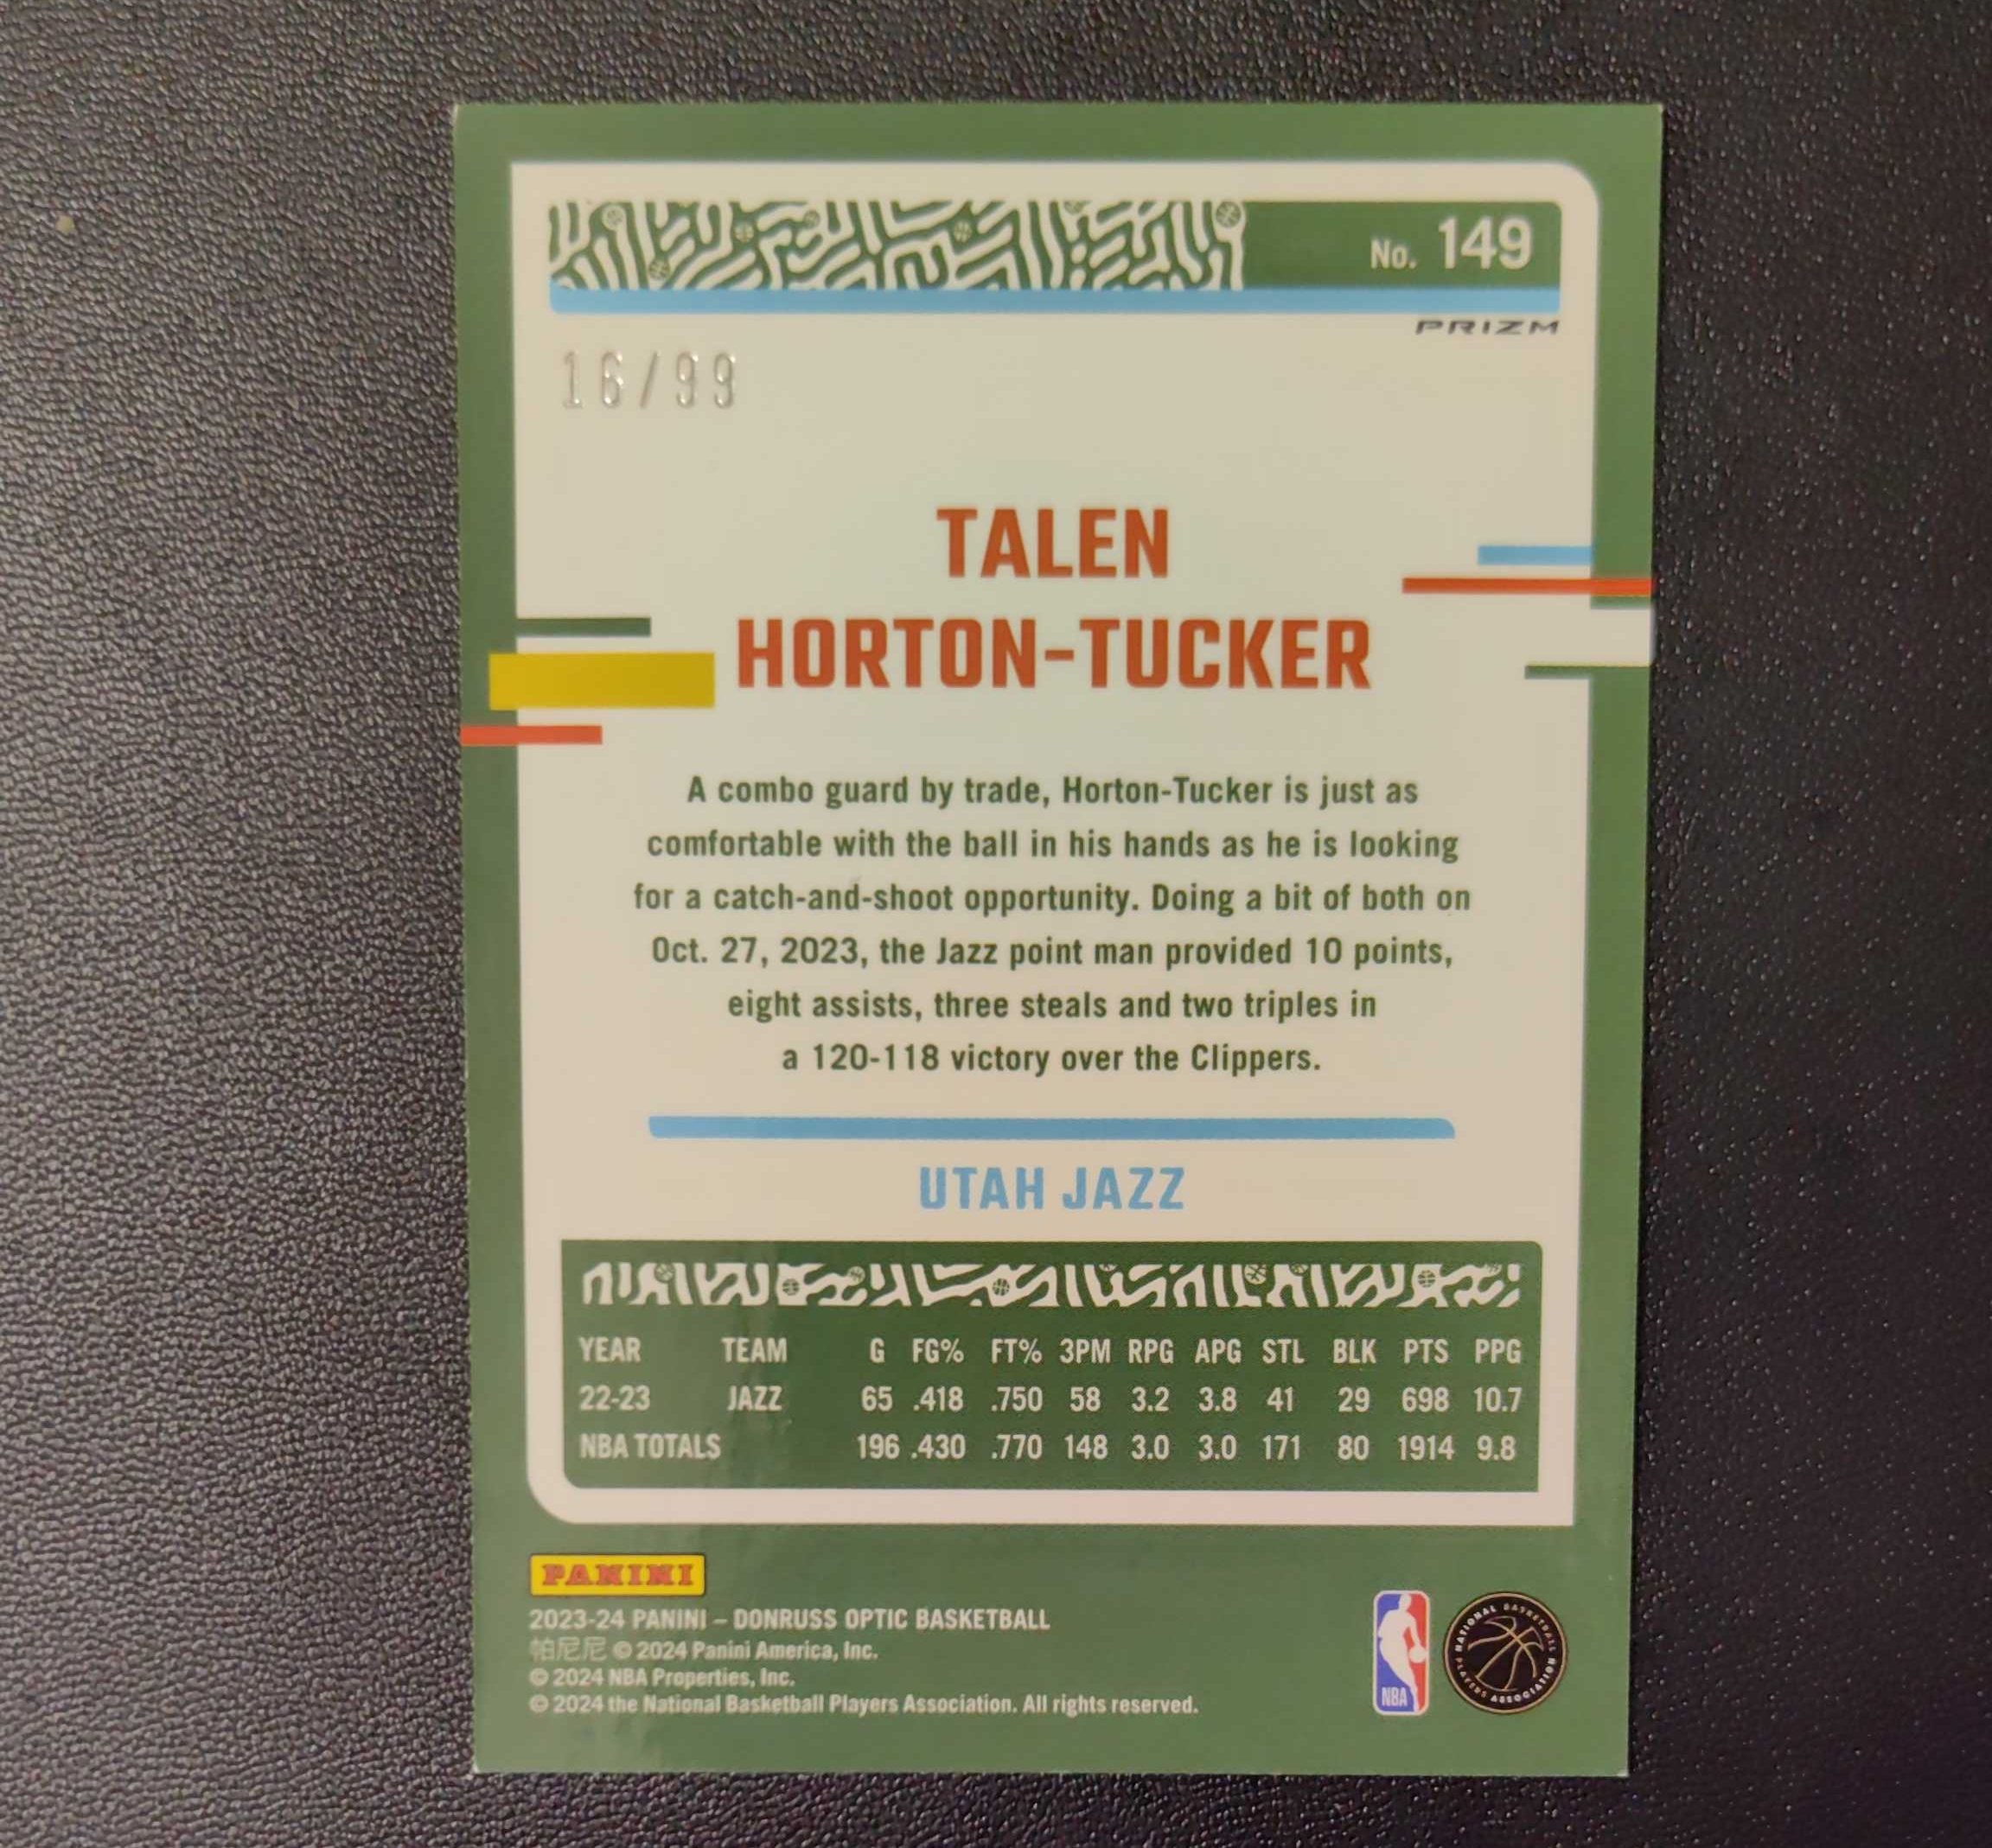 No. 149
PRIZM
16/99
TALEN
HORTON-TUCKER
A combo guard by trade, Horton-Tucker is just as
comfortable with the ball in his hands as he is looking
for a catch-and-shoot opportunity. Doing a bit of both on
Oct. 27, 2023, the Jazz point man provided 10 points,
eight assists, three steals and two triples in
a 120-118 victory over the Clippers.
UTAH JAZZ
YEAR TEAM G FG% FT% 3PM RPG APG STL BLK PTS PPG
22-23 JAZZ 65 .418 .750 58 3.2 3.8 41 29 698 10.7
NBA TOTALS 196 .430 .770 148 3.0 3.0 171 80 1914 9.8
PANINI
2023-24 PANINI – DONRUSS OPTIC BASKETBALL
帕尼尼 © 2024 Panini America, Inc.
© 2024 NBA Properties, Inc.
© 2024 the National Basketball Players Association. All rights reserved.
NBA
NATIONAL BASKETBALL PLAYERS ASSOCIATION